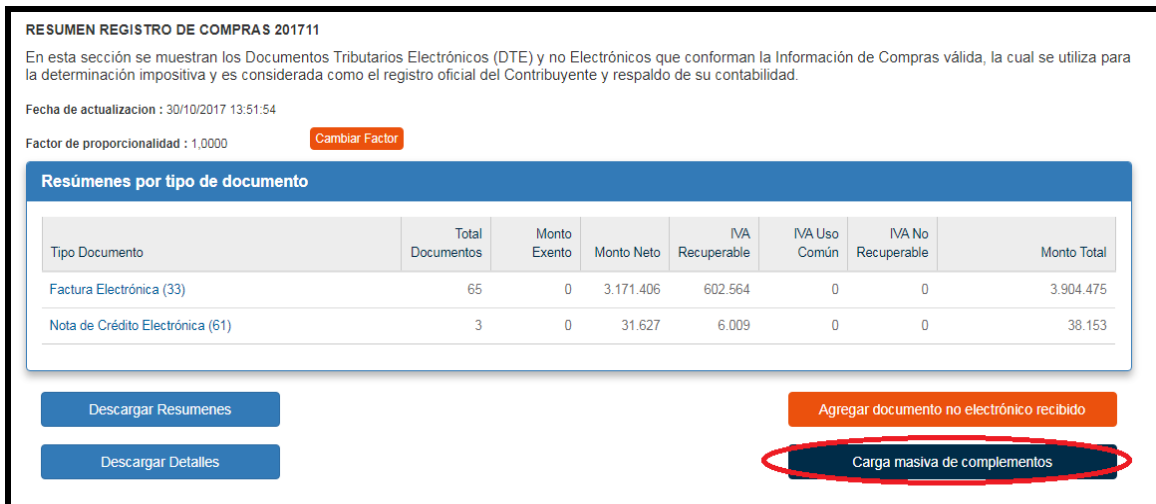 RESUMEN REGISTRO DE COMPRAS 201711
En esta sección se muestran los Documentos Tributarios Electrónicos (DTE) y no Electrónicos que conforman la Información de Compras válida, la cual se utiliza para
la determinación impositiva y es considerada como el registro oficial del Contribuyente y respaldo de su contabilidad.
Fecha de actualizacion : 30/10/2017 13:51:54
Factor de proporcionalidad : 1,0000 Cambiar Factor
Resúmenes por tipo de documento
Tipo Documento Total Documentos Monto Exento Monto Neto IVA Recuperable IVA Uso Común IVA No Recuperable Monto Total
Factura Electrónica (33) 65 0 3.171.406 602.564 0 0 3.904.475
Nota de Crédito Electrónica (61) 3 0 31.627 6.009 0 0 38.153
Descargar Resumenes Agregar documento no electrónico recibido
Descargar Detalles Carga masiva de complementos